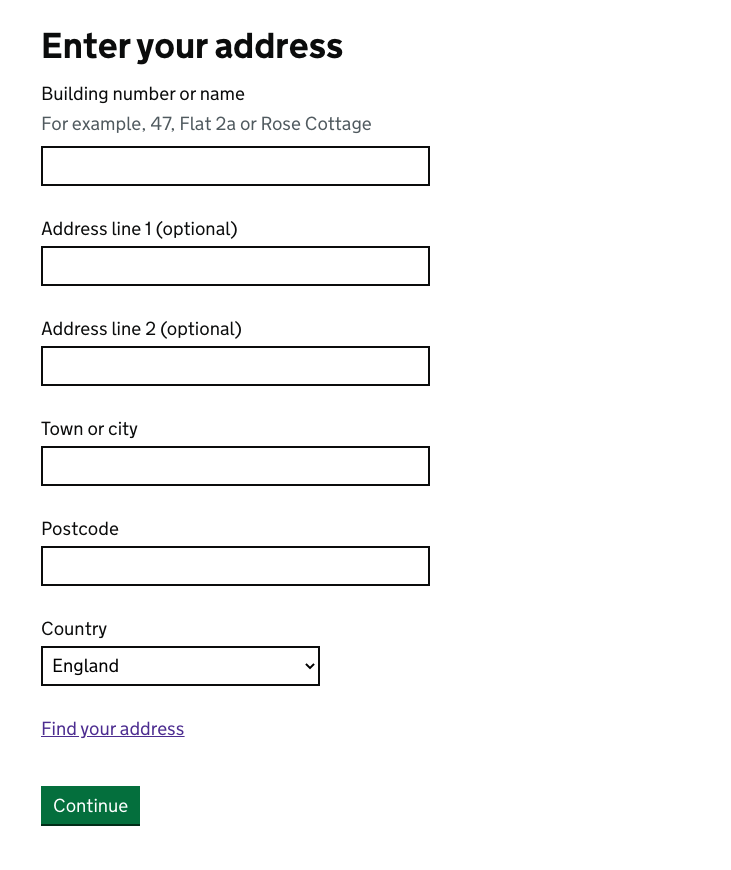 Enter your address
Building number or name
For example, 47, Flat 2a or Rose Cottage
Address line 1 (optional)
Address line 2 (optional)
Town or city
Postcode
Country
England
Find your address
Continue